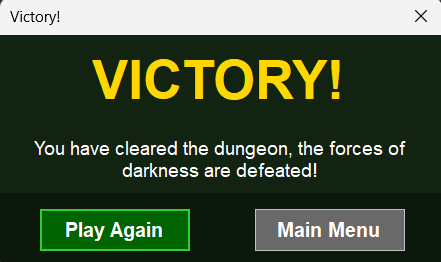 Victory!
VICTORY!
You have cleared the dungeon, the forces of
darkness are defeated!
Play Again
Main Menu